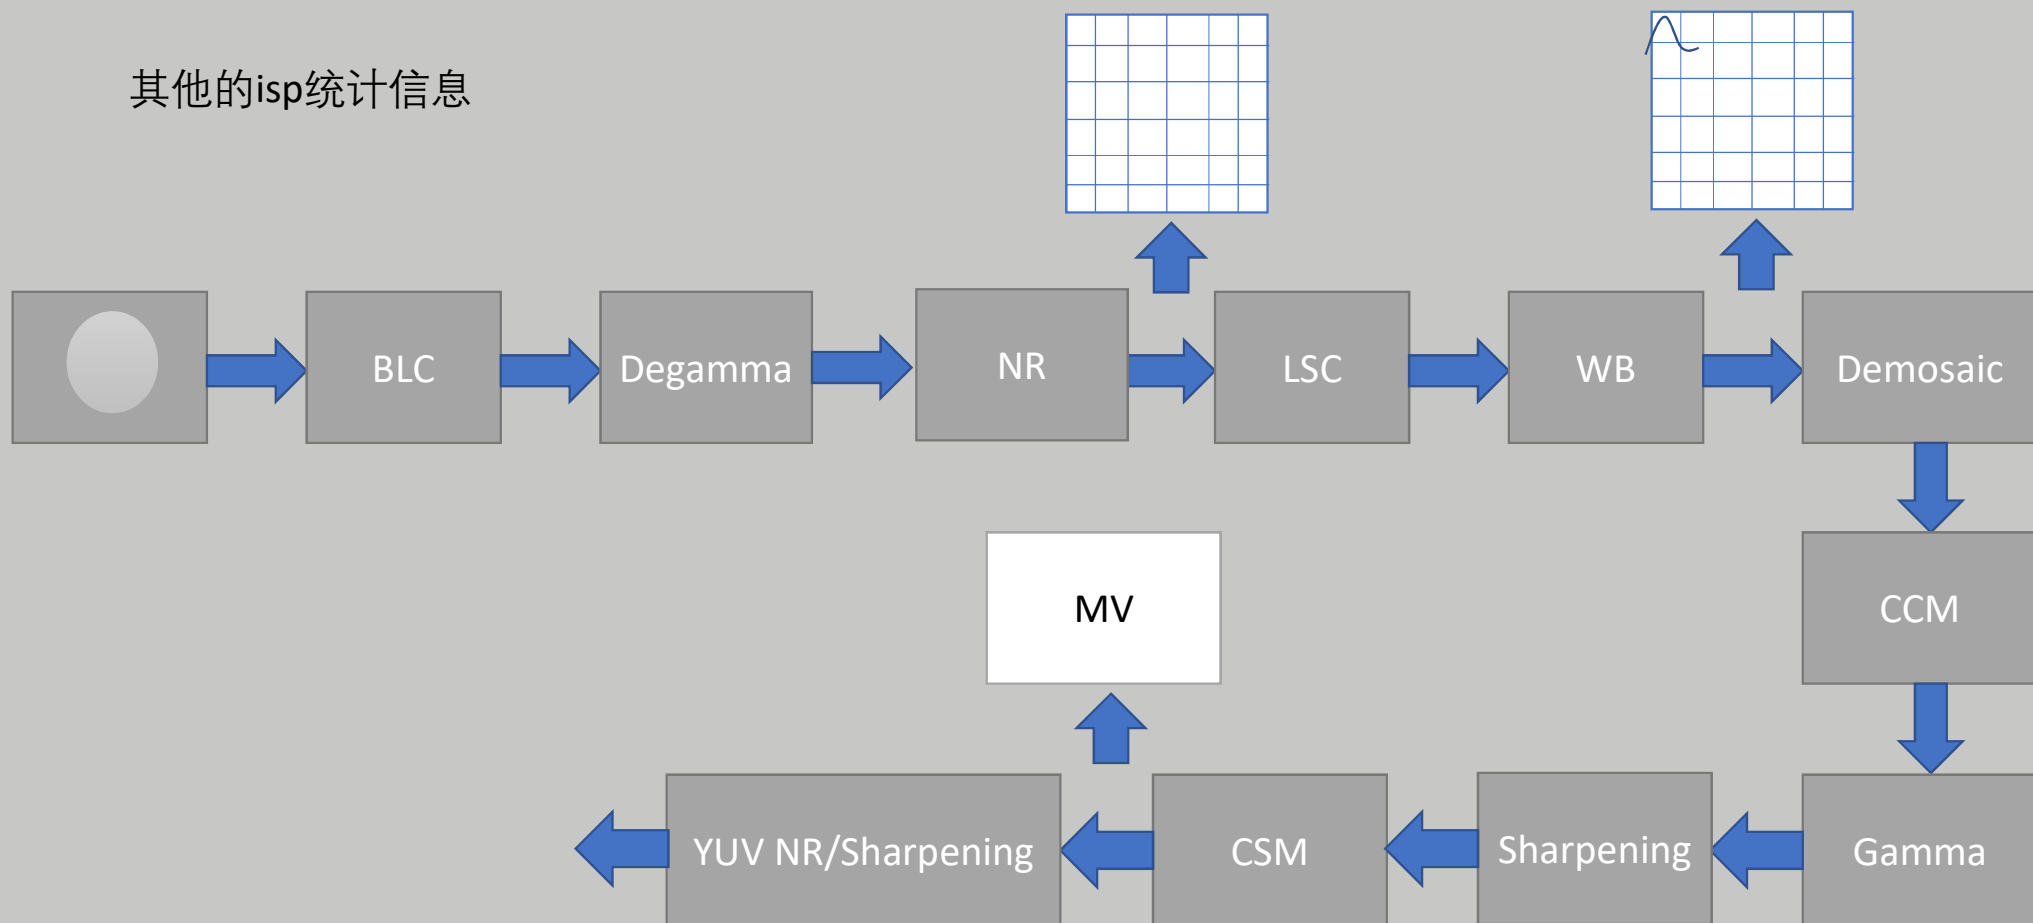 其他的isp统计信息
BLC
Degamma
NR
LSC
WB
Demosaic
MV
CCM
YUV NR/Sharpening
CSM
Sharpening
Gamma